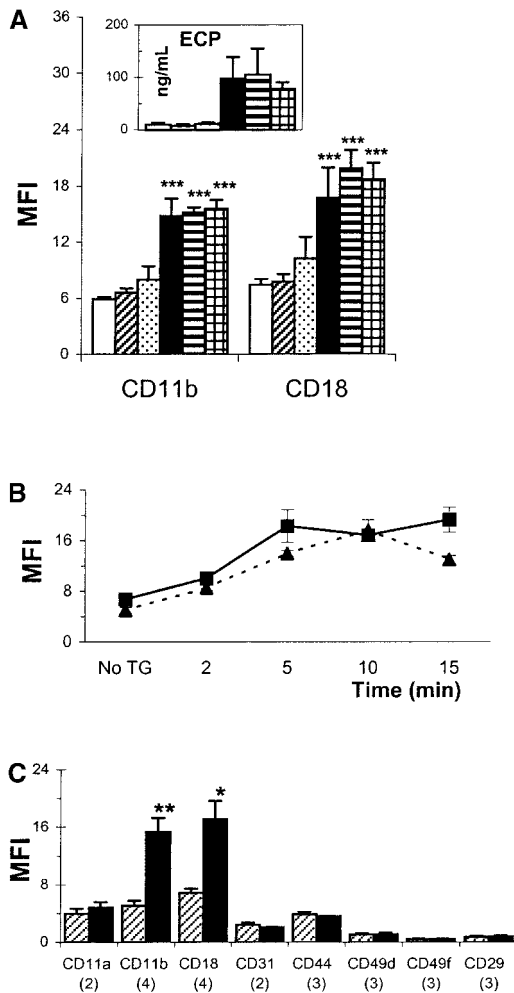 A
36
30
24
18
12
6
0
MFI
200
100
0
ng/mL
ECP
*** *** ***
*** *** ***
CD11b CD18
B
24
16
8
0
MFI
No TG 2 5 10 15
Time (min)
C
24
16
8
0
MFI
** *
CD11a CD11b CD18 CD31 CD44 CD49d CD49f CD29
(2) (4) (4) (2) (3) (3) (3) (3)